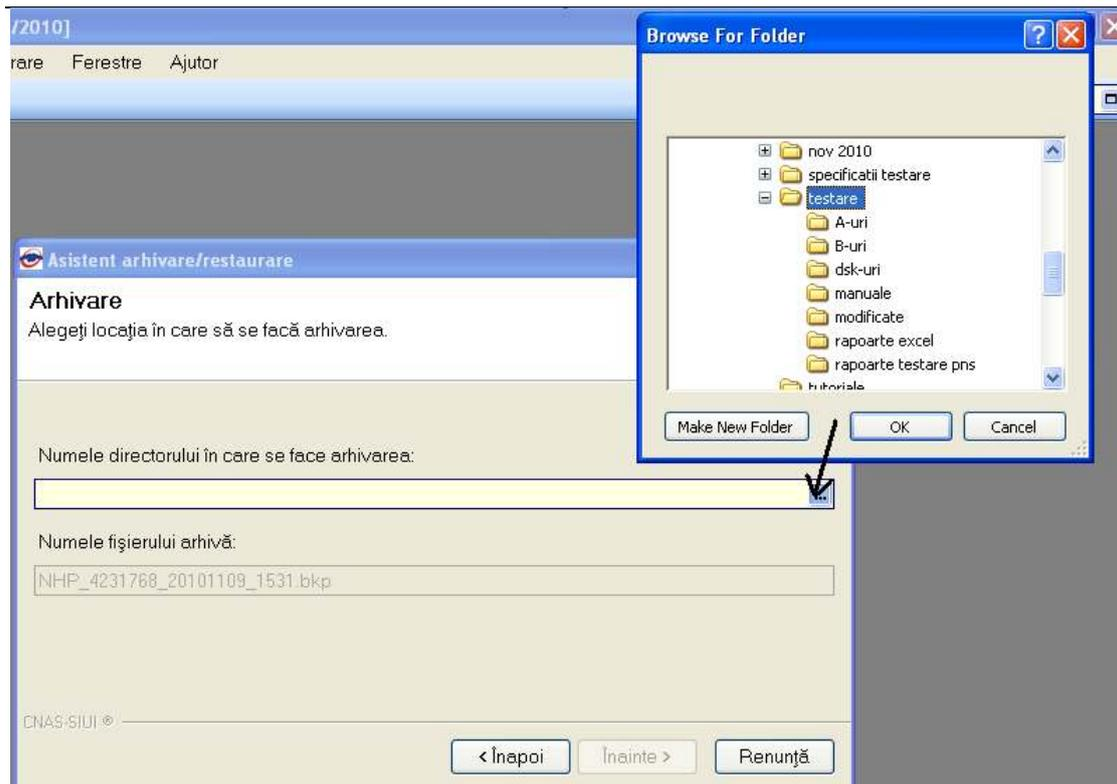 /2010]
rare Ferestre Ajutor
Browse For Folder
nov 2010
specificatii testare
testare
A-uri
B-uri
dsk-uri
manuale
modificate
rapoarte excel
rapoarte testare pns
tutoriale
Make New Folder
OK
Cancel
Asistent arhivare/restaurare
Arhivare
Alegeţi locaţia în care să se facă arhivarea.
Numele directorului în care se face arhivarea:
...
Numele fişierului arhivă:
NHP_4231768_20101109_1531.bkp
CNAS-SIUI ®
< Înapoi
Înainte >
Renunţă